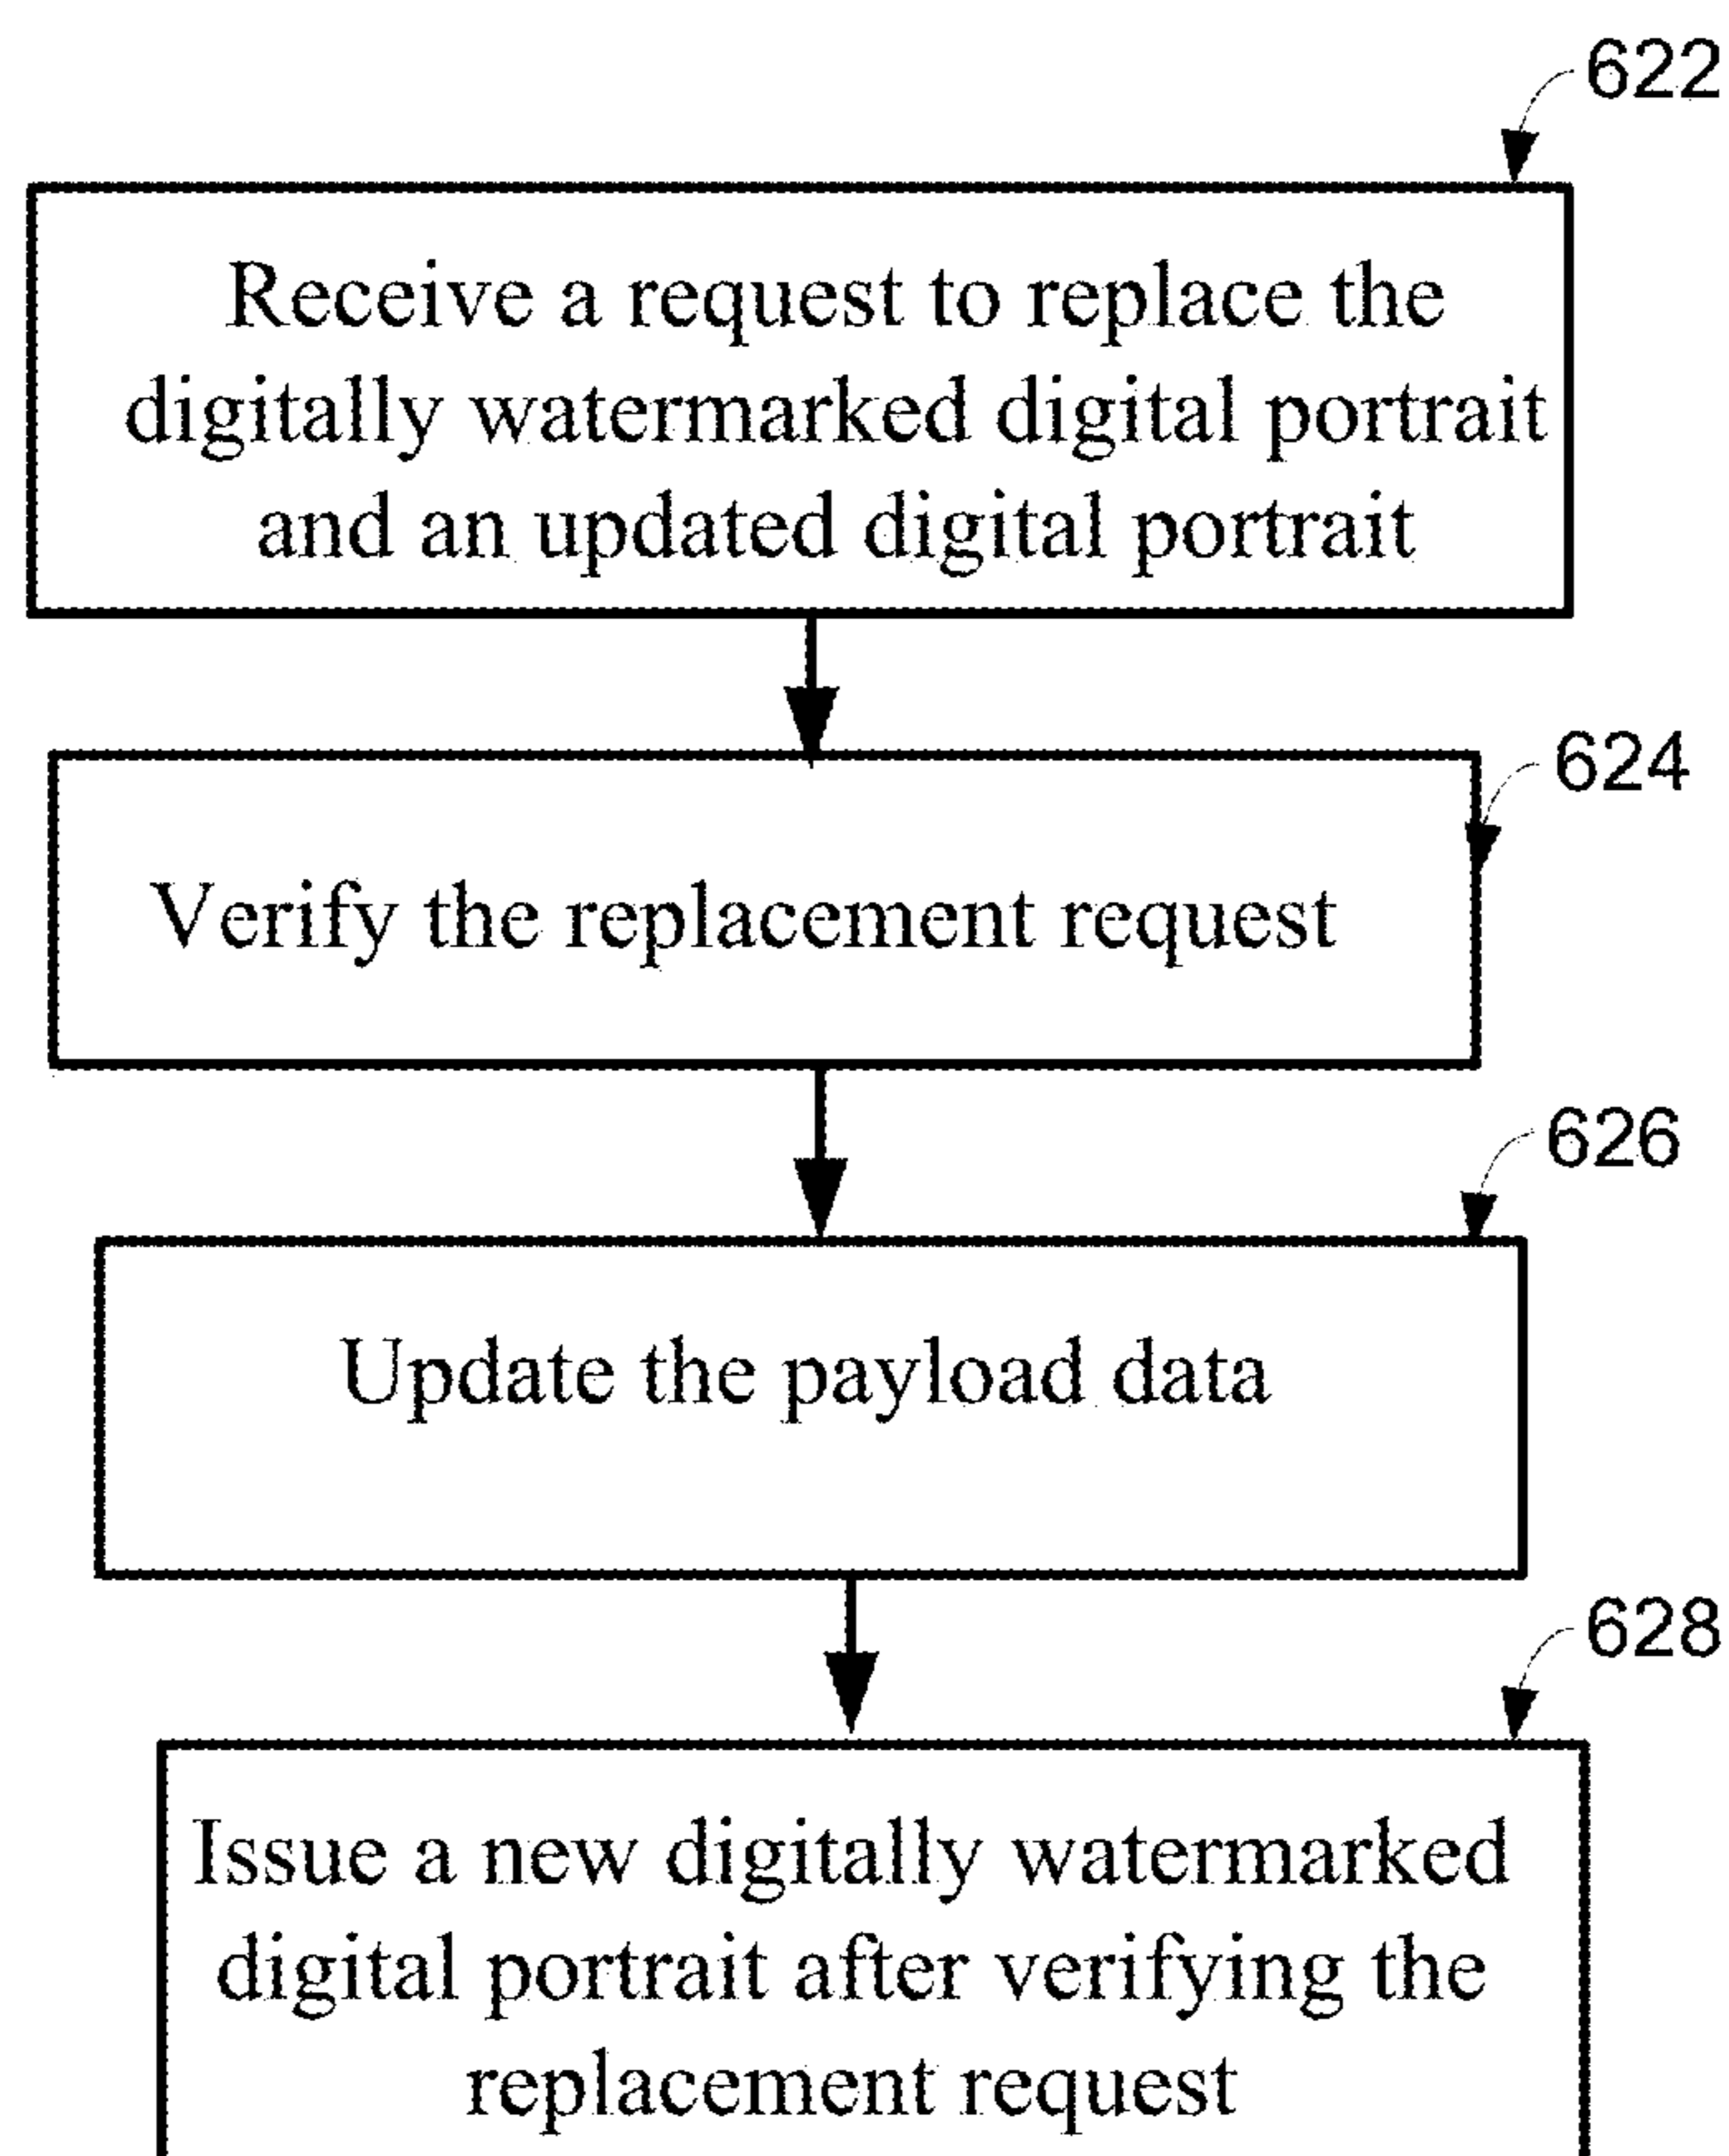 622
Receive a request to replace the
digitally watermarked digital portrait
and an updated digital portrait
624
Verify the replacement request
626
Update the payload data
628
Issue a new digitally watermarked
digital portrait after verifying the
replacement request